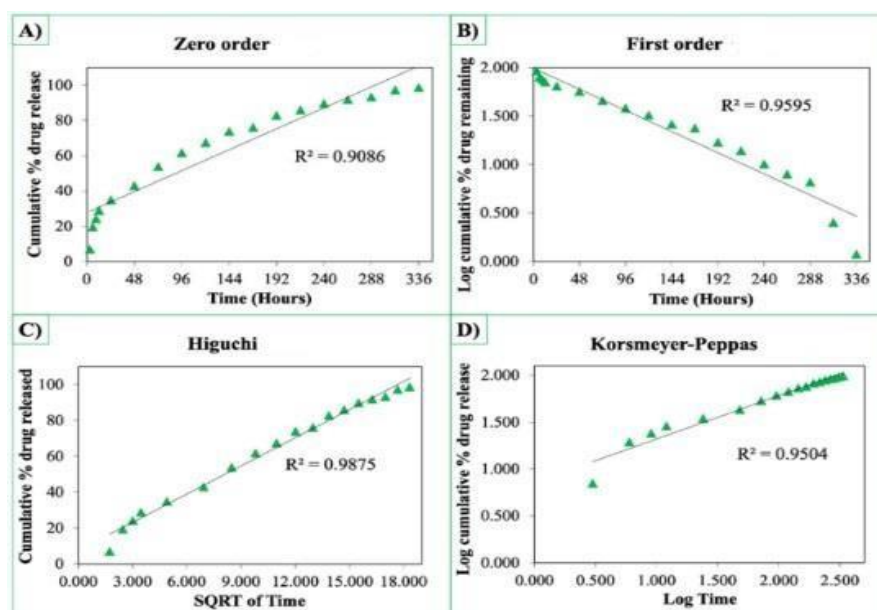 A)
Zero order
Cumulative % drug release
100
80
60
40
20
0
R² = 0.9086
0 48 96 144 192 240 288 336
Time (Hours)
B)
First order
Log cumulative % drug remaining
2.000
1.500
1.000
0.500
0.000
R² = 0.9595
0 48 96 144 192 240 288 336
Time (Hours)
C)
Higuchi
Cumulative % drug released
100
80
60
40
20
0
R² = 0.9875
0.000 3.000 6.000 9.000 12.000 15.000 18.000
SQRT of Time
D)
Korsmeyer-Peppas
Log cumulative % drug release
2.000
1.500
1.000
0.500
0.000
R² = 0.9504
0.000 0.500 1.000 1.500 2.000 2.500
Log Time